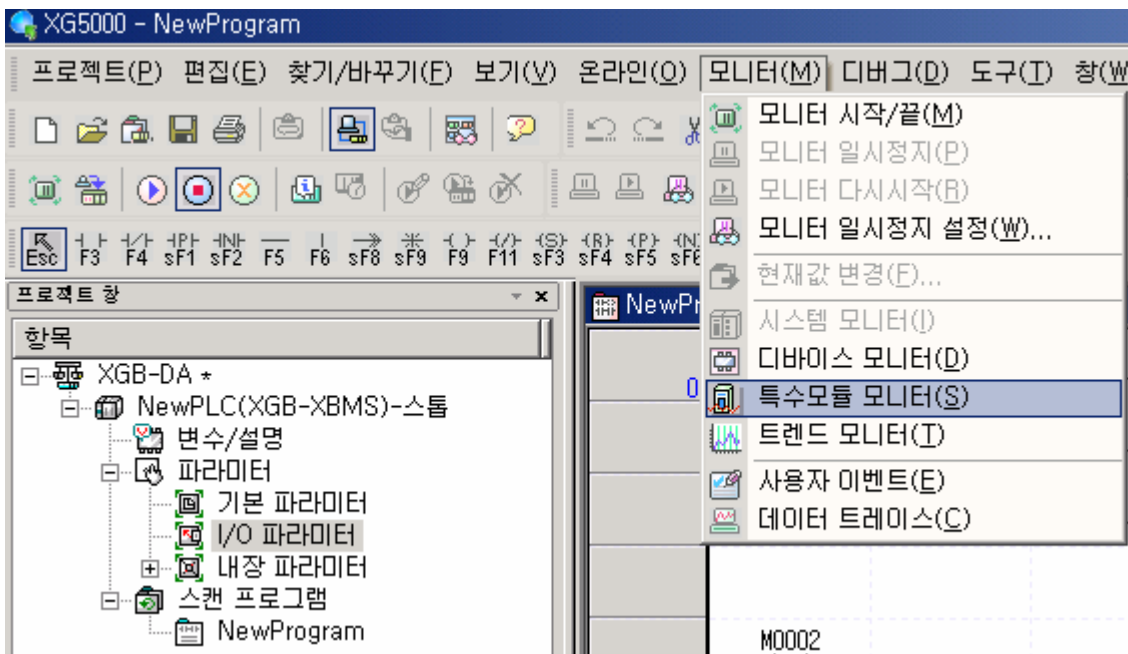 XG5000 - NewProgram
프로젝트(P) 편집(E) 찾기/바꾸기(F) 보기(V) 온라인(O) 모니터(M) 디버그(D) 도구(T) 창(W
모니터 시작/끝(M)
모니터 일시정지(P)
모니터 다시시작(R)
모니터 일시정지 설정(W)...
현재값 변경(F)...
시스템 모니터(I)
디바이스 모니터(D)
특수모듈 모니터(S)
트렌드 모니터(T)
사용자 이벤트(E)
데이터 트레이스(C)
Esc F3 F4 sF1 sF2 F5 F6 sF8 sF9 F9 F11 sF3 sF4 sF5 sF6
프로젝트 창
항목
XGB-DA *
NewPLC(XGB-XBMS)-스톱
변수/설명
파라미터
기본 파라미터
I/O 파라미터
내장 파라미터
스캔 프로그램
NewProgram
NewPr
0
M0002